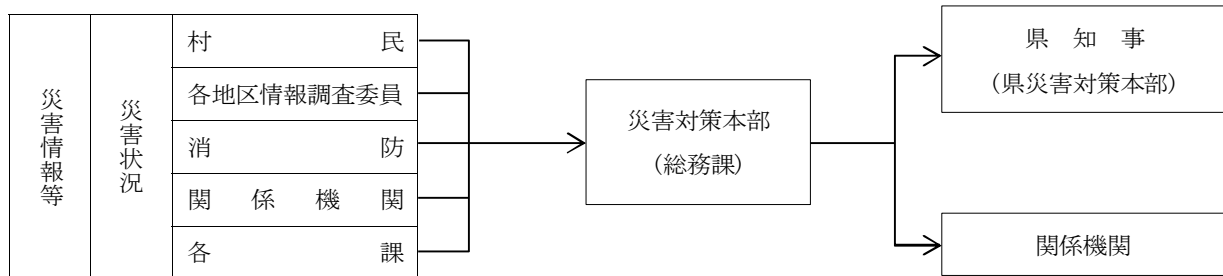 災害情報等
災害状況
村民
各地区情報調査委員
消防
関係機関
各課
災害対策本部
(総務課)
県知事
(県災害対策本部)
関係機関